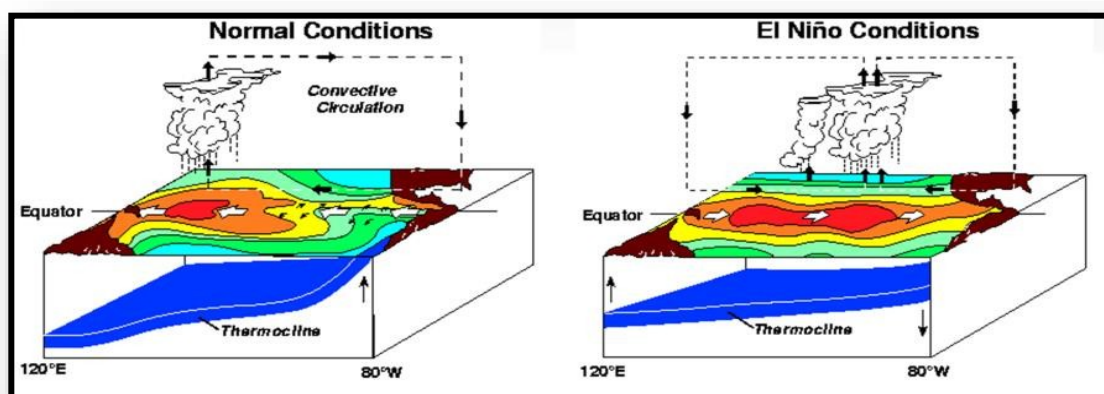 Normal Conditions
Convective
Circulation
Equator
Thermocline
120°E
80°W
El Niño Conditions
Equator
Thermocline
120°E
80°W